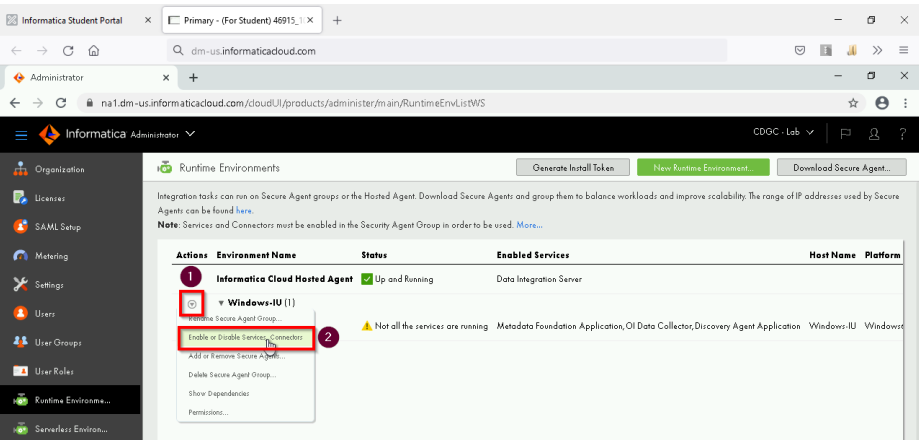 Informatica Student Portal
Primary - (For Student) 46915_1
dm-us.informaticacloud.com
Administrator
na1.dm-us.informaticacloud.com/cloudUI/products/administer/main/RuntimeEnvListWS
Informatica Administrator
CDGC - Lab
Organization
Runtime Environments
Generate Install Token
New Runtime Environment...
Download Secure Agent...
Licenses
SAML Setup
Metering
Settings
Users
User Groups
User Roles
Runtime Environme...
Serverless Environ...
Integration tasks can run on Secure Agent groups or the Hosted Agent. Download Secure Agents and group them to balance workloads and improve scalability. The range of IP addresses used by Secure
Agents can be found here.
Note: Services and Connectors must be enabled in the Security Agent Group in order to be used. More...
Actions Environment Name Status Enabled Services Host Name Platform
1 Informatica Cloud Hosted Agent Up and Running Data Integration Server
Windows-IU (1)
Rename Secure Agent Group...
Not all the services are running Metadata Foundation Application,OI Data Collector,Discovery Agent Application Windows-IU Windows
Enable or Disable Services, Connectors 2
Add or Remove Secure Agents...
Delete Secure Agent Group...
Show Dependencies
Permissions...